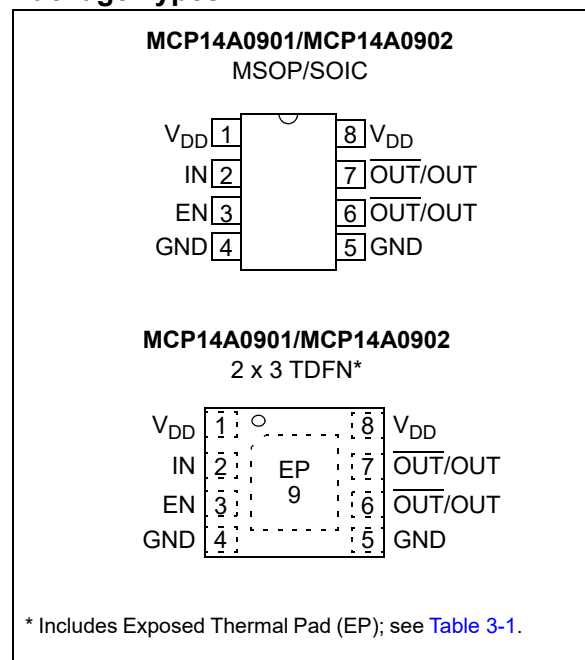 MCP14A0901/MCP14A0902
MSOP/SOIC
VDD 1 8 VDD
IN 2 7 OUT/OUT
EN 3 6 OUT/OUT
GND 4 5 GND
MCP14A0901/MCP14A0902
2 x 3 TDFN*
VDD 1 8 VDD
IN 2 EP 7 OUT/OUT
EN 3 9 6 OUT/OUT
GND 4 5 GND
* Includes Exposed Thermal Pad (EP); see Table 3-1.